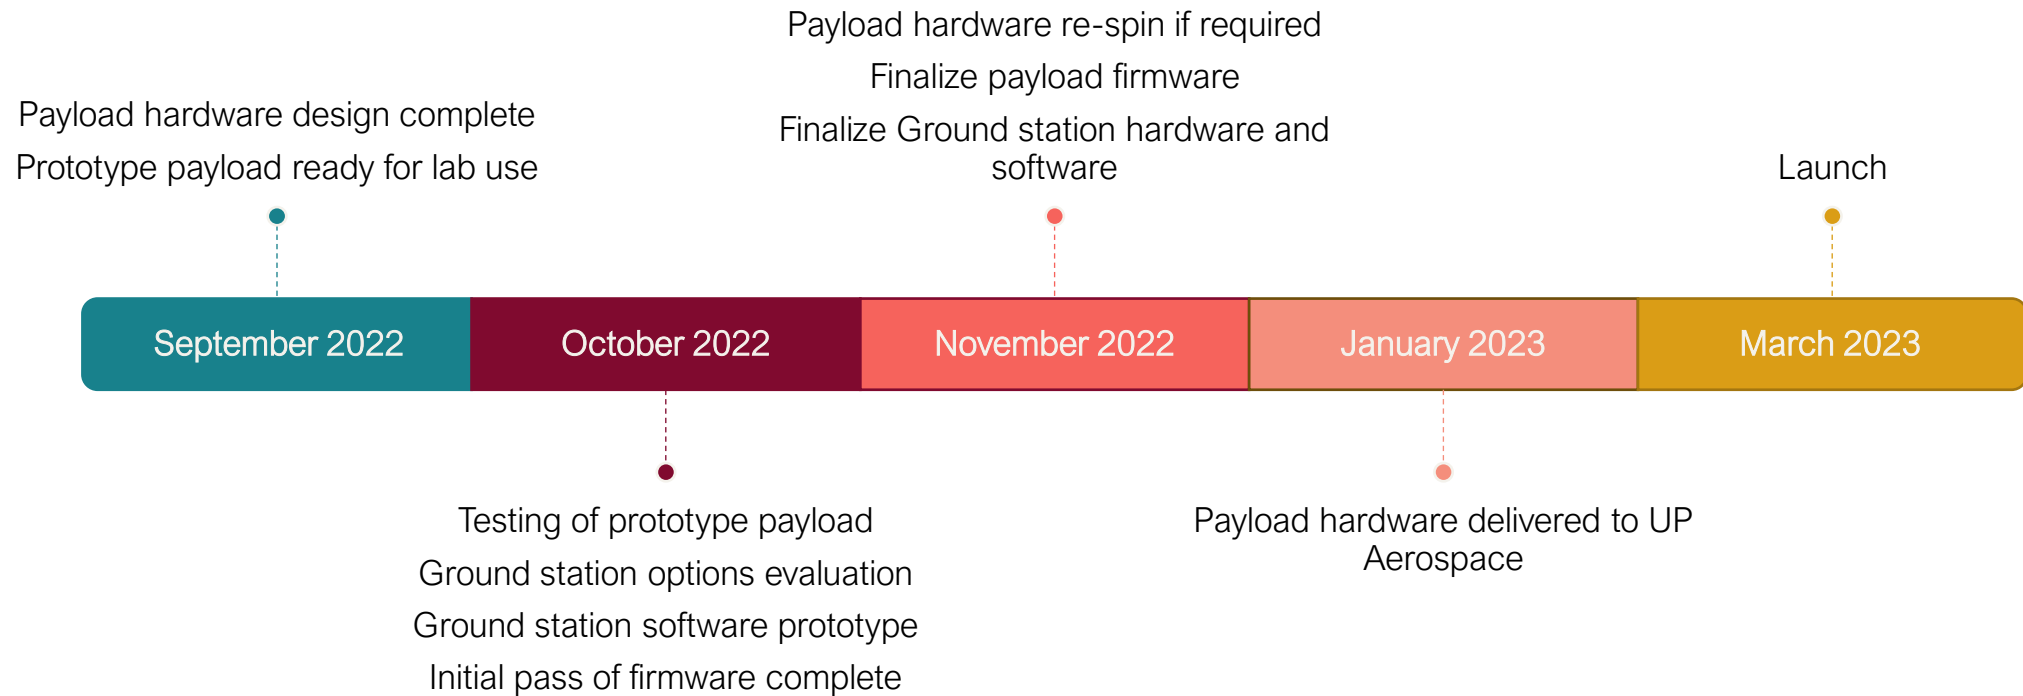 Payload hardware design complete
Prototype payload ready for lab use
Payload hardware re-spin if required
Finalize payload firmware
Finalize Ground station hardware and
software
Launch
September 2022
October 2022
November 2022
January 2023
March 2023
Testing of prototype payload
Ground station options evaluation
Ground station software prototype
Initial pass of firmware complete
Payload hardware delivered to UP
Aerospace